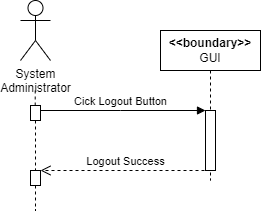 <<boundary>>
GUI
System
Administrator
Cick Logout Button
Logout Success